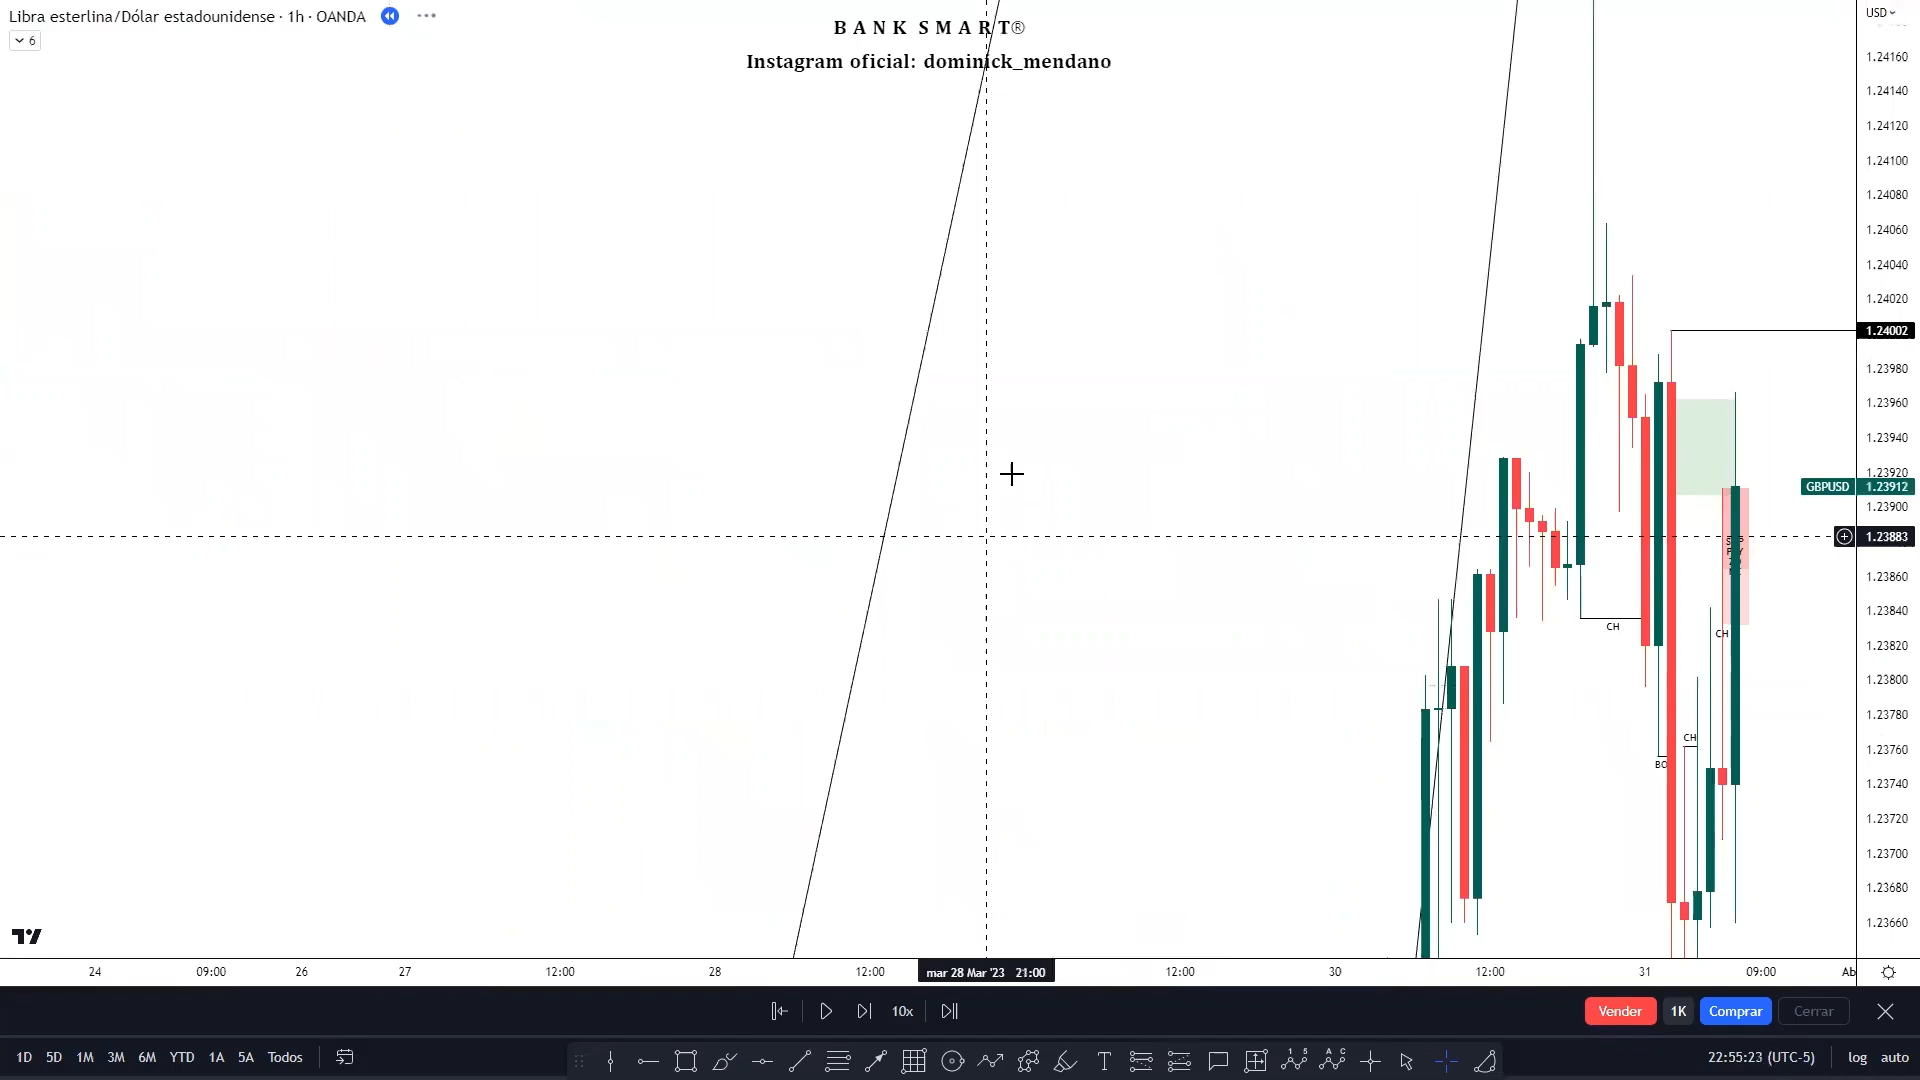 Libra esterlina/Dólar estadounidense · 1h · OANDA
6
B A N K S M A R T®
Instagram oficial: dominick_mendano
USD
1.24160
1.24140
1.24120
1.24100
1.24080
1.24060
1.24040
1.24020
1.24002
1.23980
1.23960
1.23940
1.23920
GBPUSD 1.23912
1.23900
1.23883
1.23860
1.23840
1.23820
1.23800
1.23780
1.23760
1.23740
1.23720
1.23700
1.23680
1.23660
CH
CH
CH
BO
24 09:00 26 27 12:00 28 12:00 mar 28 Mar '23 21:00 12:00 30 12:00 31 09:00 Ab
10x
Vender 1K Comprar Cerrar
1D 5D 1M 3M 6M YTD 1A 5A Todos
22:55:23 (UTC-5) log auto